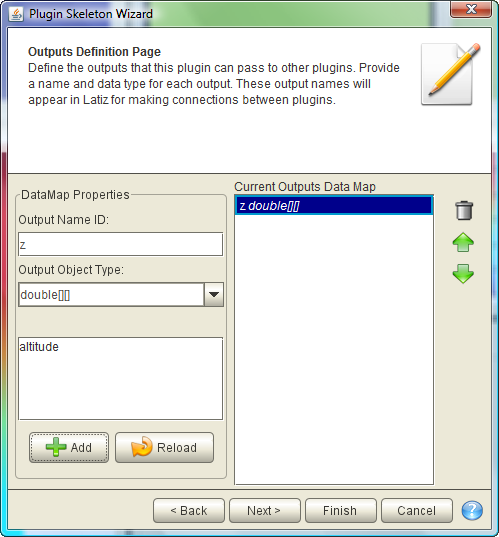 Plugin Skeleton Wizard
Outputs Definition Page
Define the outputs that this plugin can pass to other plugins. Provide
a name and data type for each output. These output names will
appear in Latiz for making connections between plugins.
DataMap Properties
Output Name ID:
z
Output Object Type:
double[][]
altitude
Add
Reload
Current Outputs Data Map
z double[][]
< Back
Next >
Finish
Cancel
?